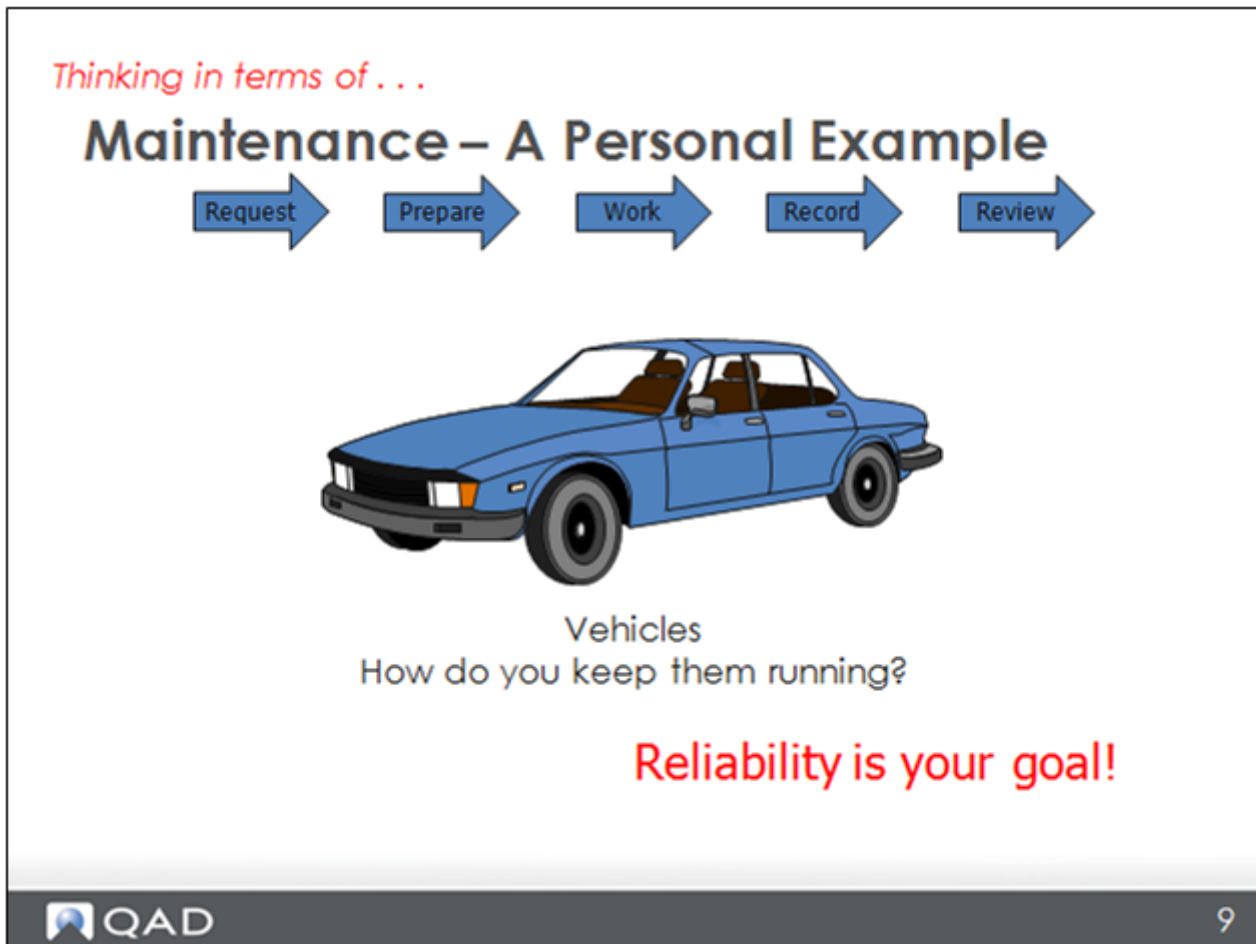 Thinking in terms of . . .
Maintenance – A Personal Example
Request Prepare Work Record Review
Vehicles
How do you keep them running?
Reliability is your goal!
QAD 9